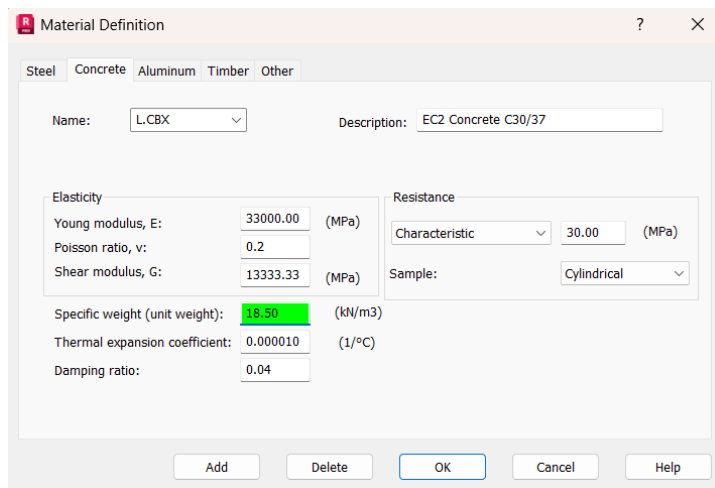 R
PRO
Material Definition
? X
Steel Concrete Aluminum Timber Other
Name: L.CBX Description: EC2 Concrete C30/37
Elasticity Resistance
Young modulus, E: 33000.00 (MPa)
Characteristic 30.00 (MPa)
Poisson ratio, v: 0.2
Shear modulus, G: 13333.33 (MPa)
Sample: Cylindrical
Specific weight (unit weight): 18.50 (kN/m3)
Thermal expansion coefficient: 0.000010 (1/°C)
Damping ratio: 0.04
Add Delete OK Cancel Help